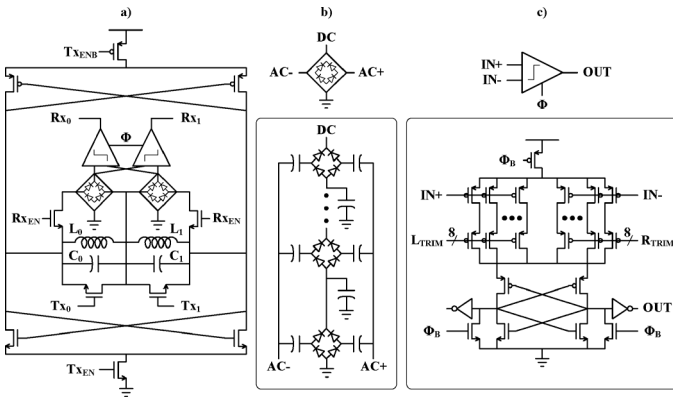 a)
b)
c)
Tx_ENB
Rx_0
Rx_1
Φ
Rx_EN
Rx_EN
L_0
L_1
C_0
C_1
Tx_0
Tx_1
Tx_EN
DC
AC-
AC+
DC
AC-
AC+
IN+
IN-
OUT
Φ
Φ_B
IN+
IN-
L_TRIM
8
8
R_TRIM
OUT
Φ_B
Φ_B